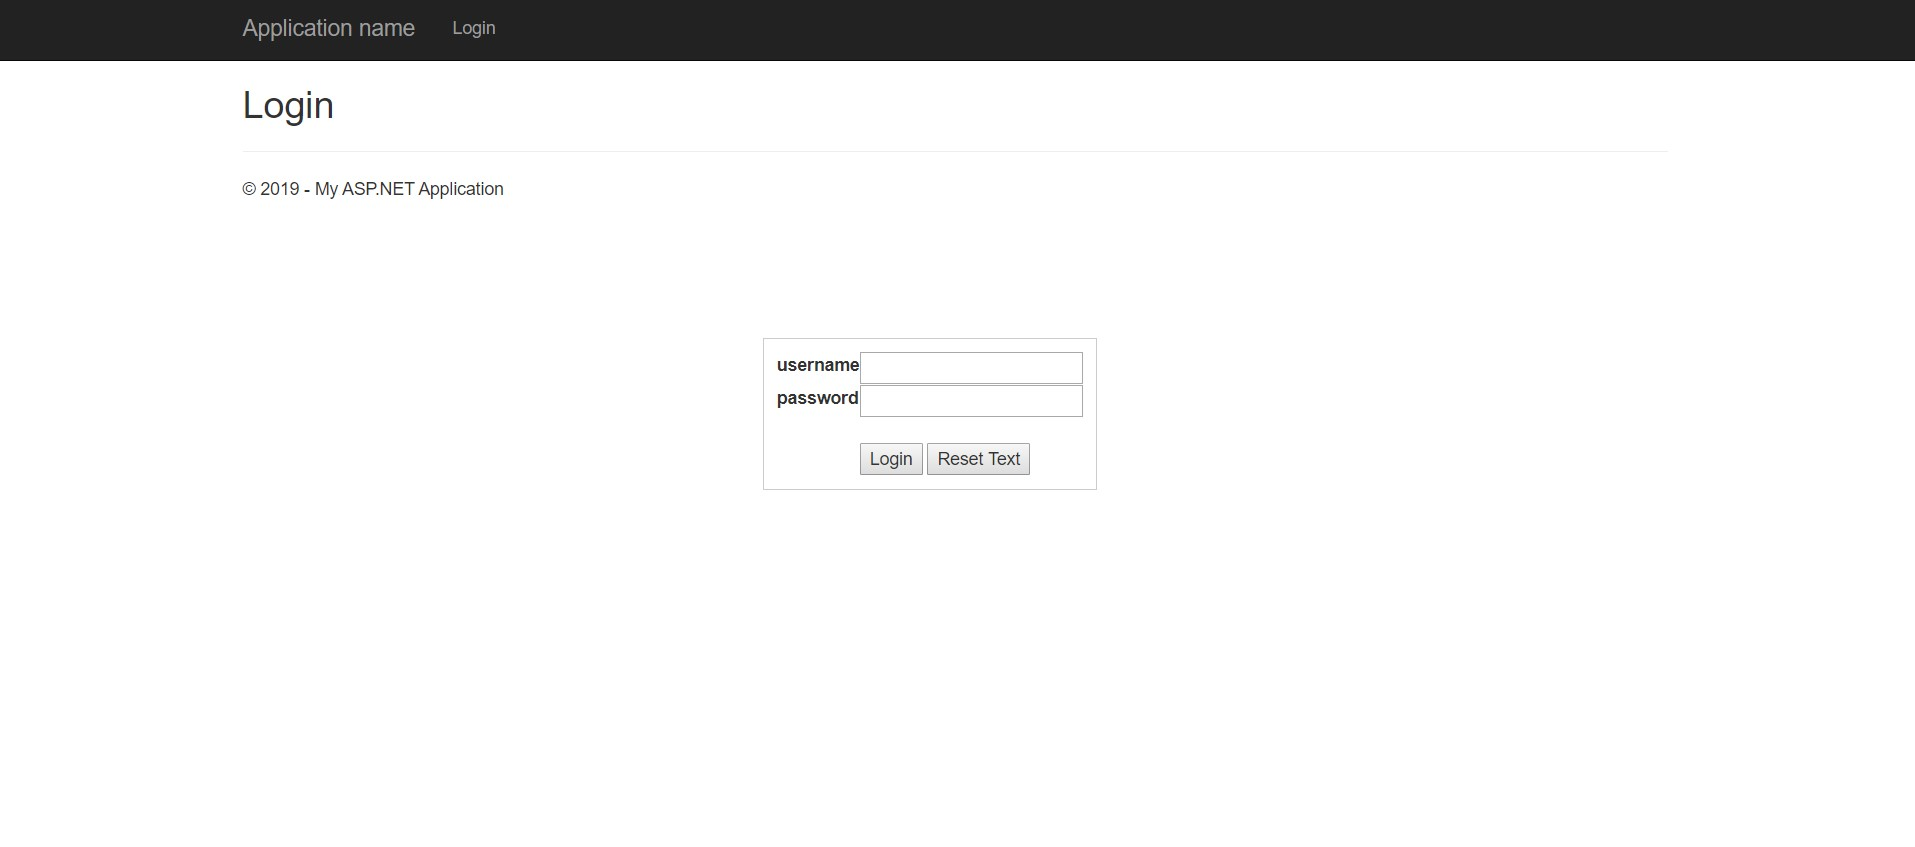 Application name Login
Login
© 2019 - My ASP.NET Application
username
password
Login Reset Text